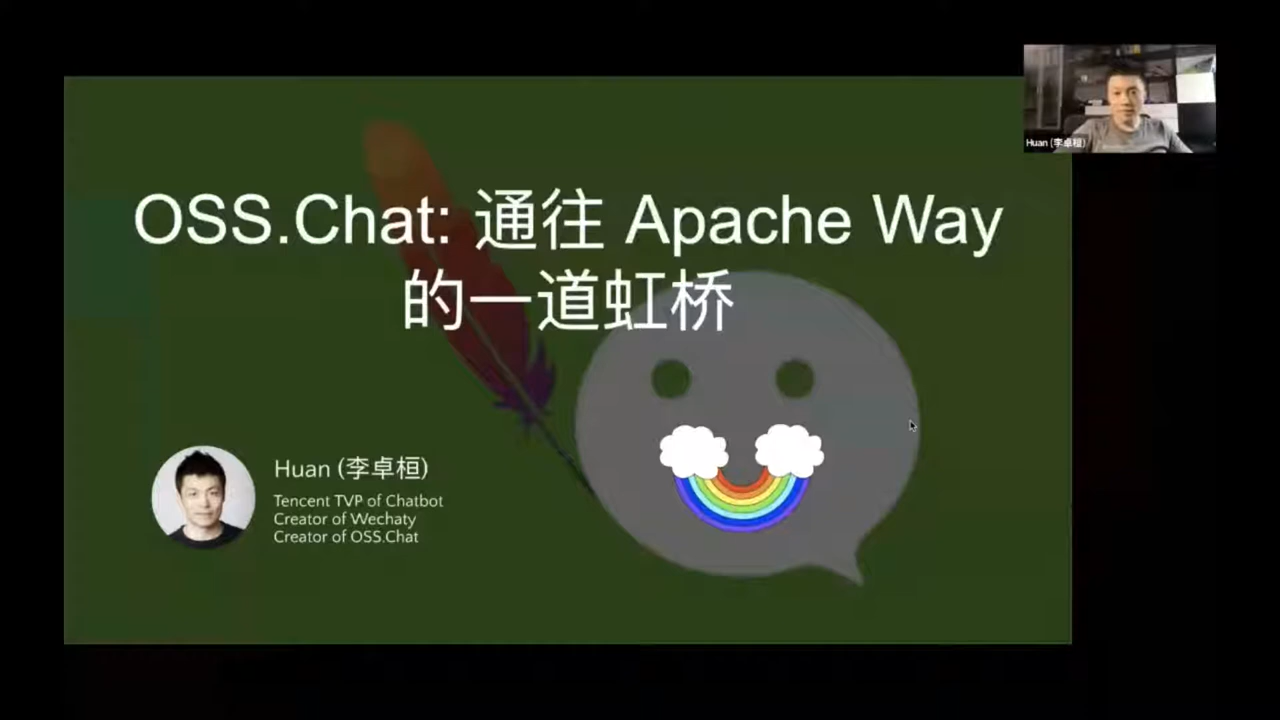 Huan (李卓桓)
OSS.Chat: 通往 Apache Way
的一道虹桥
Huan (李卓桓)
Tencent TVP of Chatbot
Creator of Wechaty
Creator of OSS.Chat